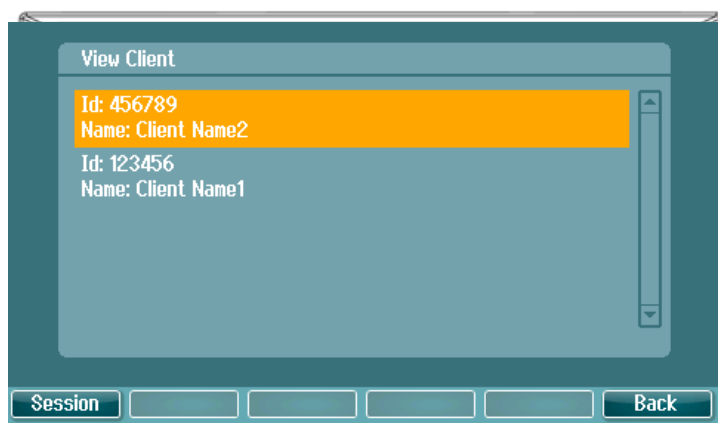 View Client
Id: 456789
Name: Client Name2
Id: 123456
Name: Client Name1
Session
Back